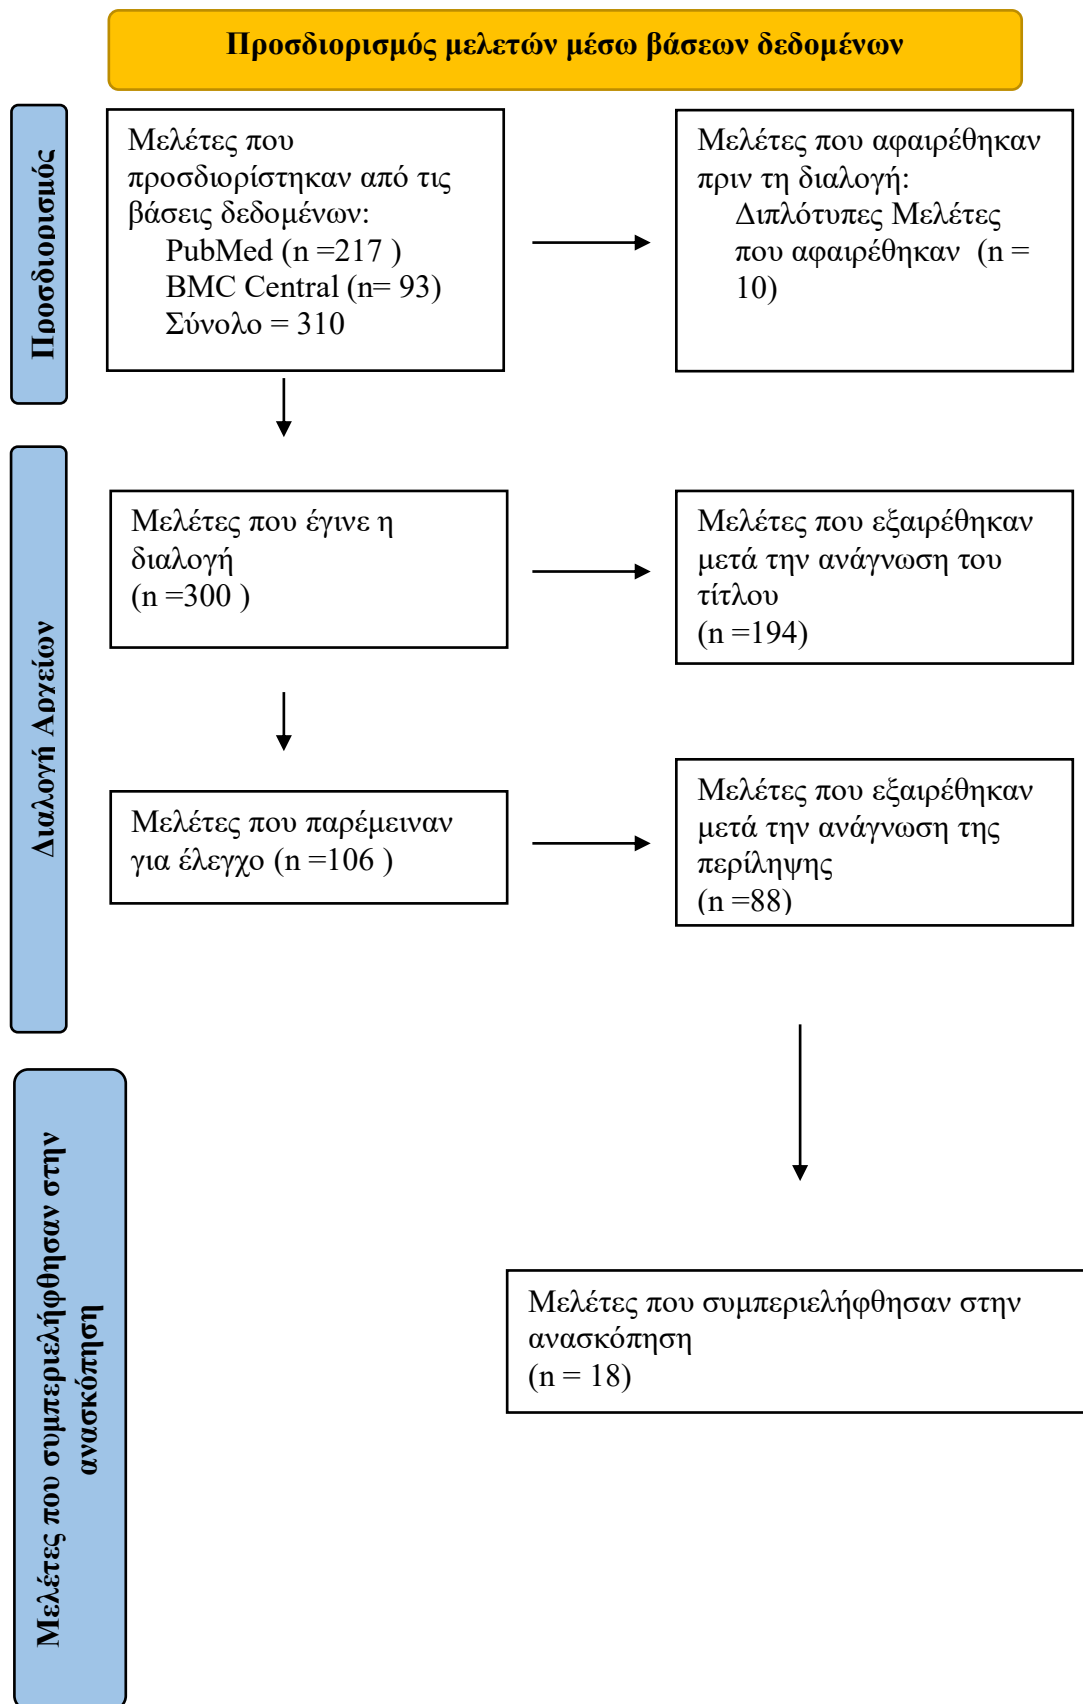 Προσδιορισμός μελετών μέσω βάσεων δεδομένων
Προσδιορισμός
Μελέτες που
προσδιορίστηκαν από τις
βάσεις δεδομένων:
PubMed (n =217 )
BMC Central (n= 93)
Σύνολο = 310
Μελέτες που αφαιρέθηκαν
πριν τη διαλογή:
Διπλότυπες Μελέτες
που αφαιρέθηκαν (n =
10)
Διαλογή Αρχείων
Μελέτες που έγινε η
διαλογή
(n =300 )
Μελέτες που εξαιρέθηκαν
μετά την ανάγνωση του
τίτλου
(n =194)
Μελέτες που παρέμειναν
για έλεγχο (n =106 )
Μελέτες που εξαιρέθηκαν
μετά την ανάγνωση της
περίληψης
(n =88)
Μελέτες που συμπεριελήφθησαν στην
ανασκόπηση
Μελέτες που συμπεριελήφθησαν στην
ανασκόπηση
(n = 18)